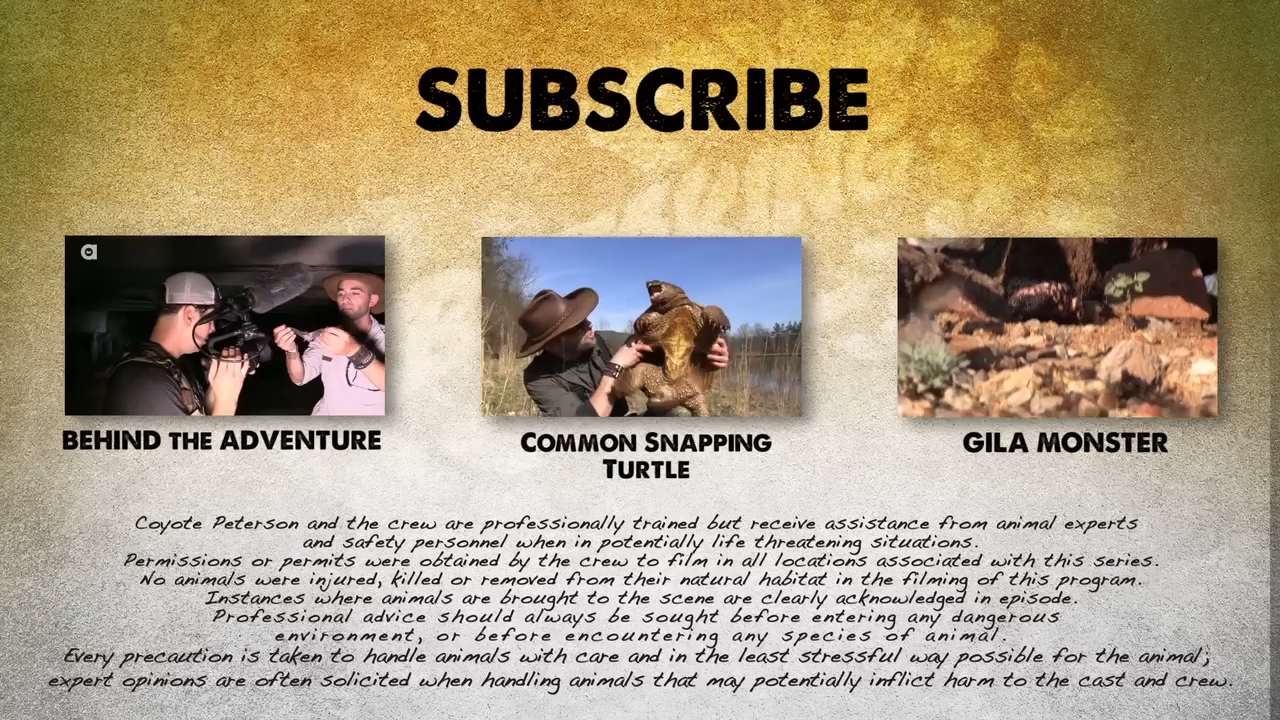 SUBSCRIBE
BEHIND THE ADVENTURE
COMMON SNAPPING
TURTLE
GILA MONSTER
Coyote Peterson and the crew are professionally trained but receive assistance from animal experts
and safety personnel when in potentially life threatening situations.
Permissions or permits were obtained by the crew to film in all locations associated with this series.
No animals were injured, killed or removed from their natural habitat in the filming of this program.
Instances where animals are brought to the scene are clearly acknowledged in episode.
Professional advice should always be sought before entering any dangerous
environment, or before encountering any species of animal.
Every precaution is taken to handle animals with care and in the least stressful way possible for the animal;
expert opinions are often solicited when handling animals that may potentially inflict harm to the cast and crew.